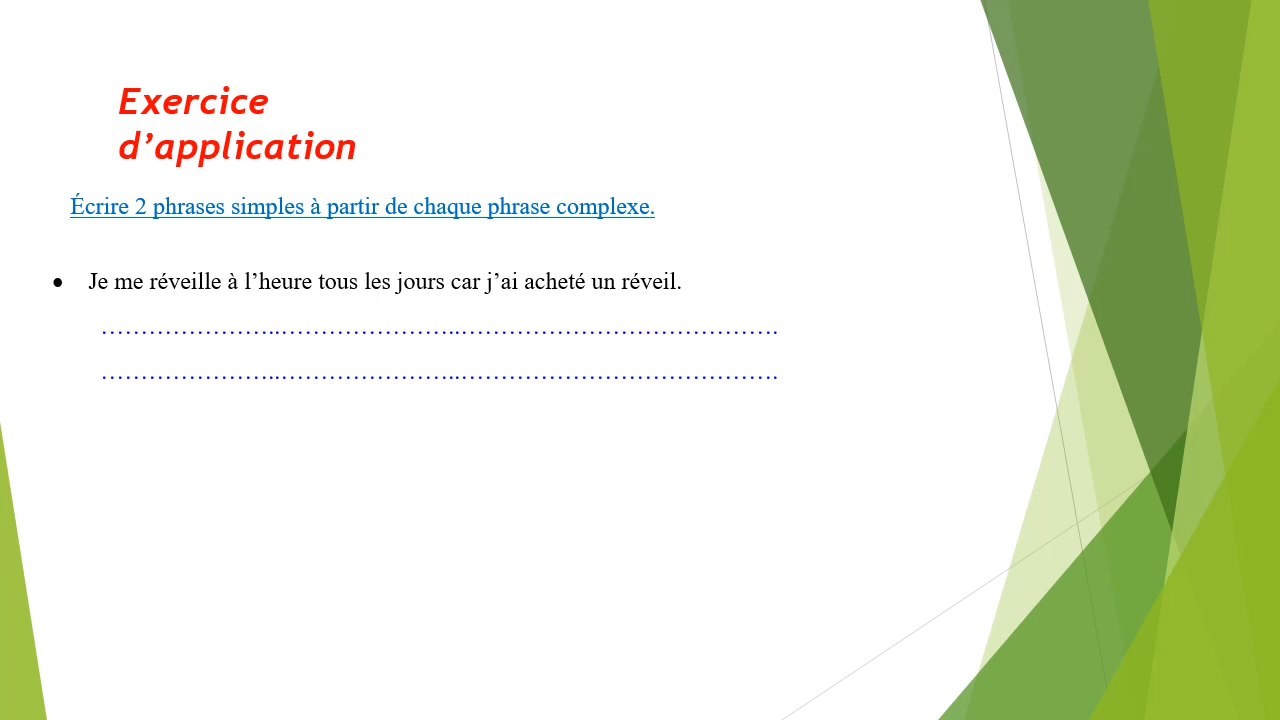 Exercice
d’application
Écrire 2 phrases simples à partir de chaque phrase complexe.
● Je me réveille à l’heure tous les jours car j’ai acheté un réveil.
…………………..…………………..………………………………….
…………………..…………………..………………………………….